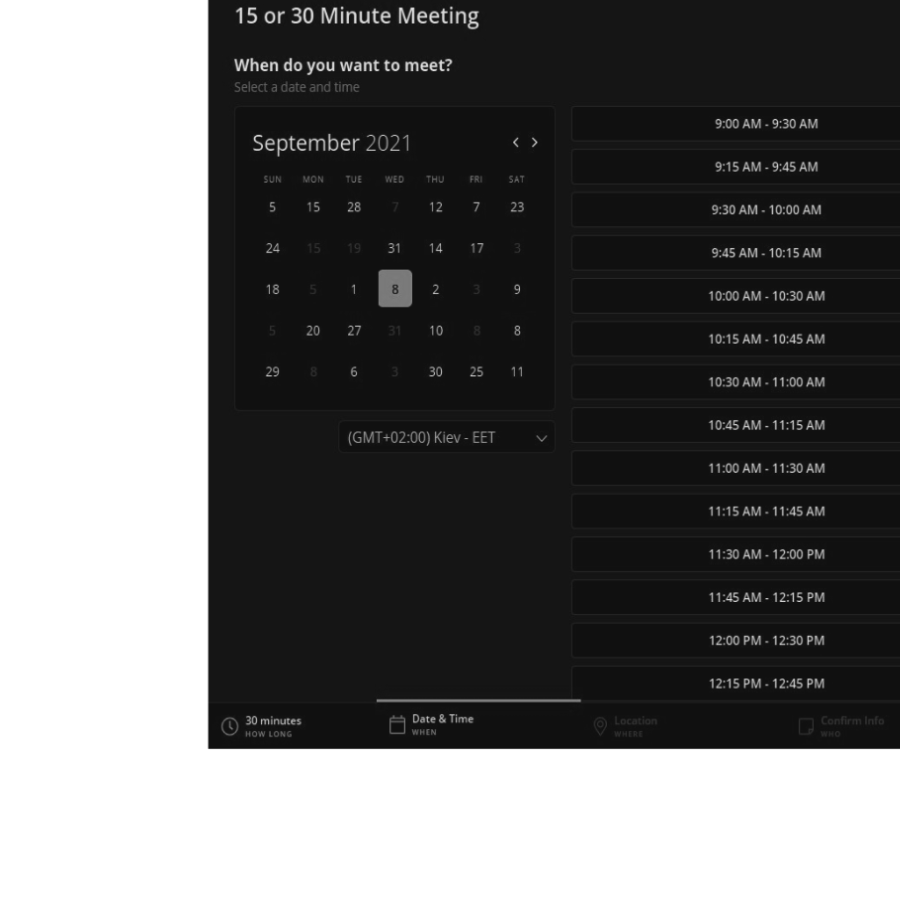 15 or 30 Minute Meeting
When do you want to meet?
Select a date and time
September 2021
SUN MON TUE WED THU FRI SAT
5 15 28 7 12 7 23
24 15 19 31 14 17 3
18 5 1 8 2 3 9
5 20 27 31 10 8 8
29 8 6 3 30 25 11
(GMT+02:00) Kiev - EET
9:00 AM - 9:30 AM
9:15 AM - 9:45 AM
9:30 AM - 10:00 AM
9:45 AM - 10:15 AM
10:00 AM - 10:30 AM
10:15 AM - 10:45 AM
10:30 AM - 11:00 AM
10:45 AM - 11:15 AM
11:00 AM - 11:30 AM
11:15 AM - 11:45 AM
11:30 AM - 12:00 PM
11:45 AM - 12:15 PM
12:00 PM - 12:30 PM
12:15 PM - 12:45 PM
30 minutes
HOW LONG
Date & Time
WHEN
Location
WHERE
Confirm Info
WHO